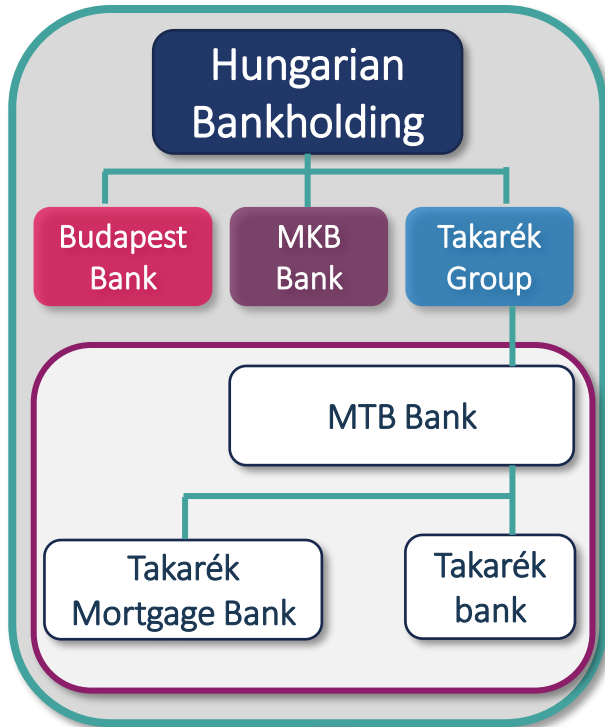 Hungarian
Bankholding
Budapest
Bank
MKB
Bank
Takarék
Group
MTB Bank
Takarék
Mortgage Bank
Takarék
bank